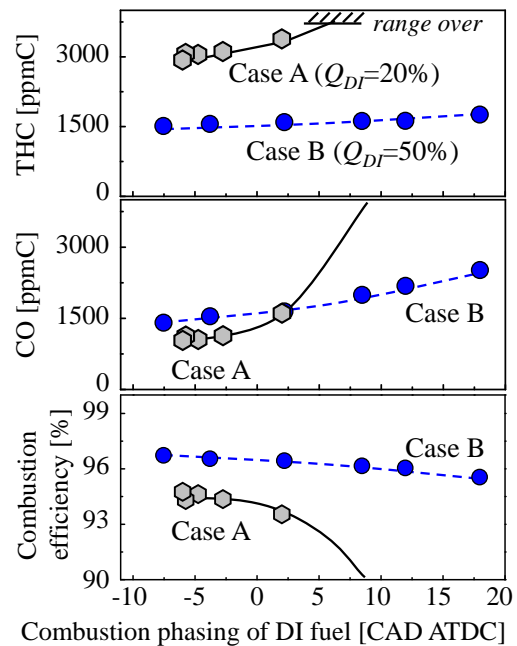 range over
3000
Case A (Q_DI=20%)
THC [ppmC]
1500
Case B (Q_DI=50%)
0
3000
CO [ppmC]
1500
Case B
Case A
0
99
Case B
96
Combustion
efficiency [%]
93
Case A
90
-10 -5 0 5 10 15 20
Combustion phasing of DI fuel [CAD ATDC]